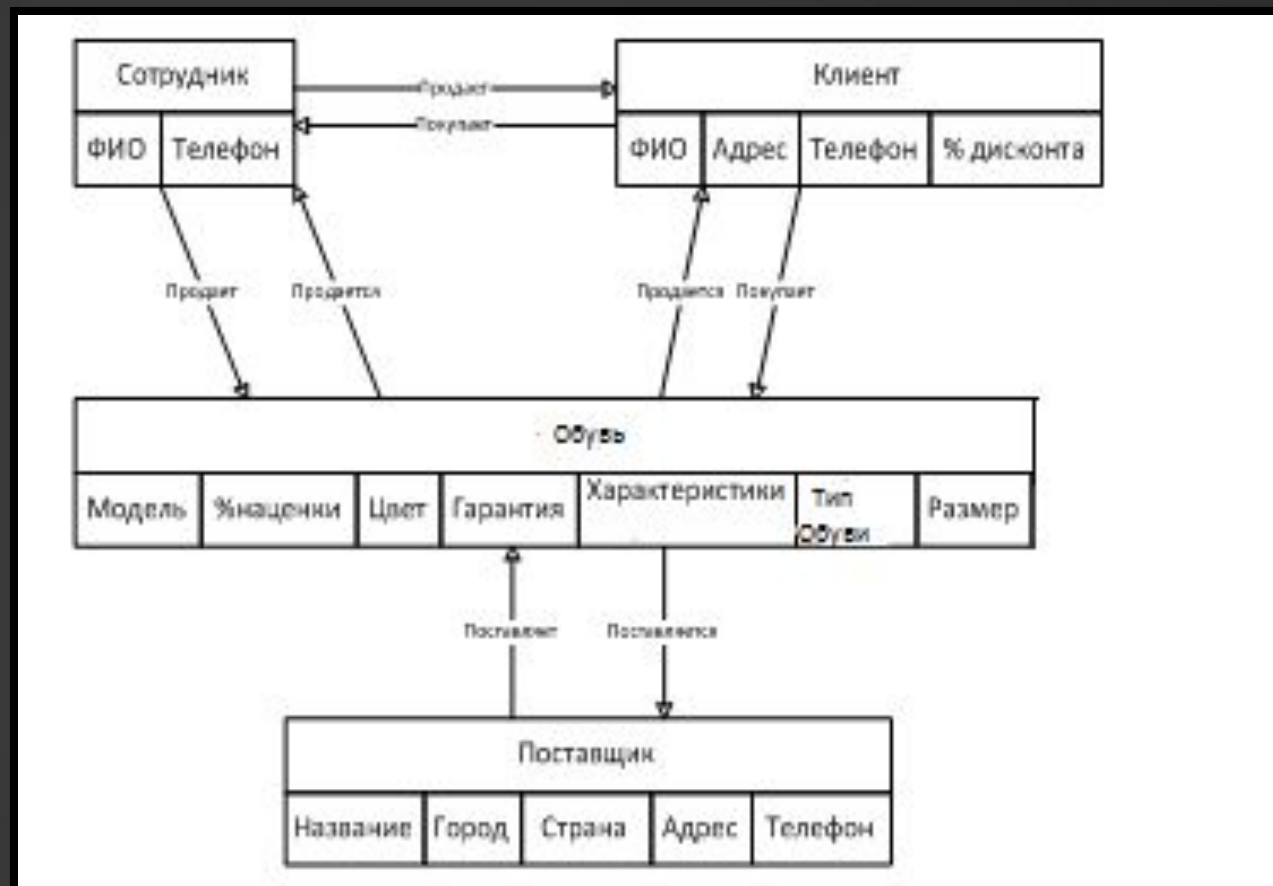 Сотрудник
Клиент
Продает
Покупает
ФИО Телефон
ФИО Адрес Телефон % дисконта
Продает Продается Продается Покупает
Обувь
Модель %наценки Цвет Гарантия Характеристики Тип Обуви Размер
Поставляет Поставляется
Поставщик
Название Город Страна Адрес Телефон